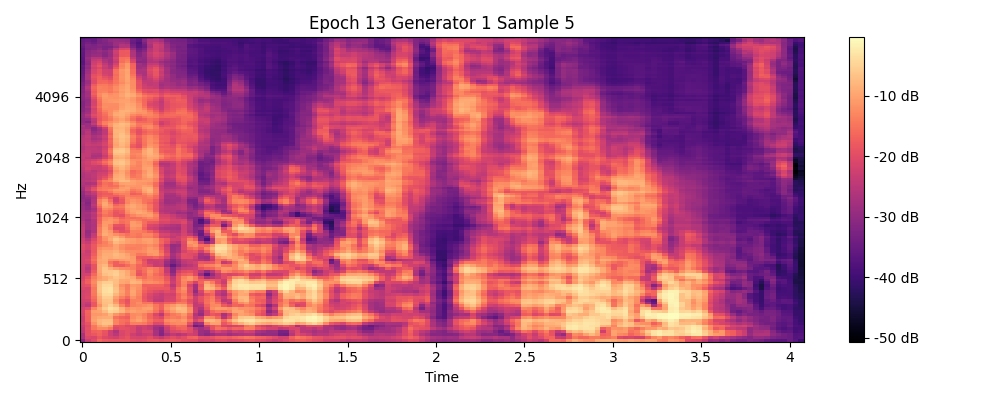 Epoch 13 Generator 1 Sample 5
Hz
4096
2048
1024
512
0
0 0.5 1 1.5 2 2.5 3 3.5 4
Time
-10 dB
-20 dB
-30 dB
-40 dB
-50 dB